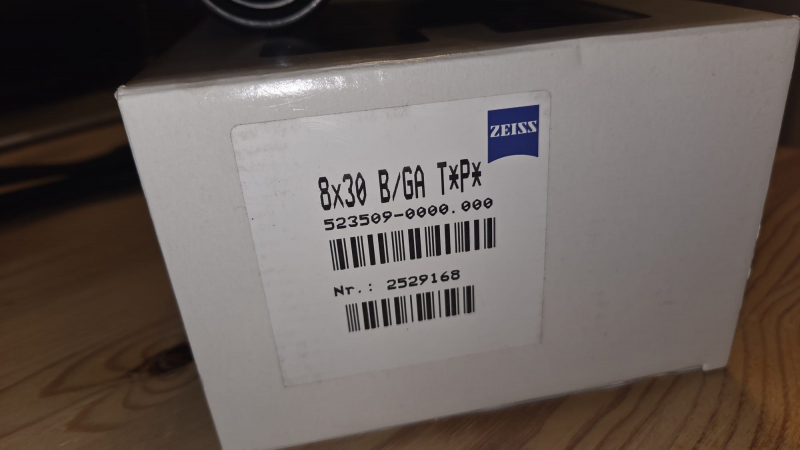 ZEISS
8x30 B/GA T*P*
523509-0000.000
Nr.: 2529168